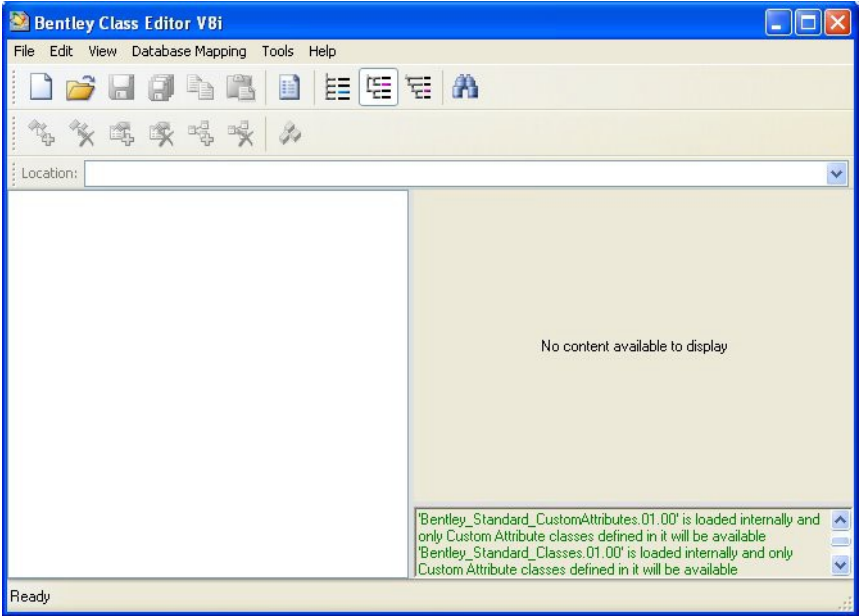 Bentley Class Editor V8i
File Edit View Database Mapping Tools Help
Location:
No content available to display
'Bentley_Standard_CustomAttributes.01.00' is loaded internally and
only Custom Attribute classes defined in it will be available
'Bentley_Standard_Classes.01.00' is loaded internally and only
Custom Attribute classes defined in it will be available
Ready